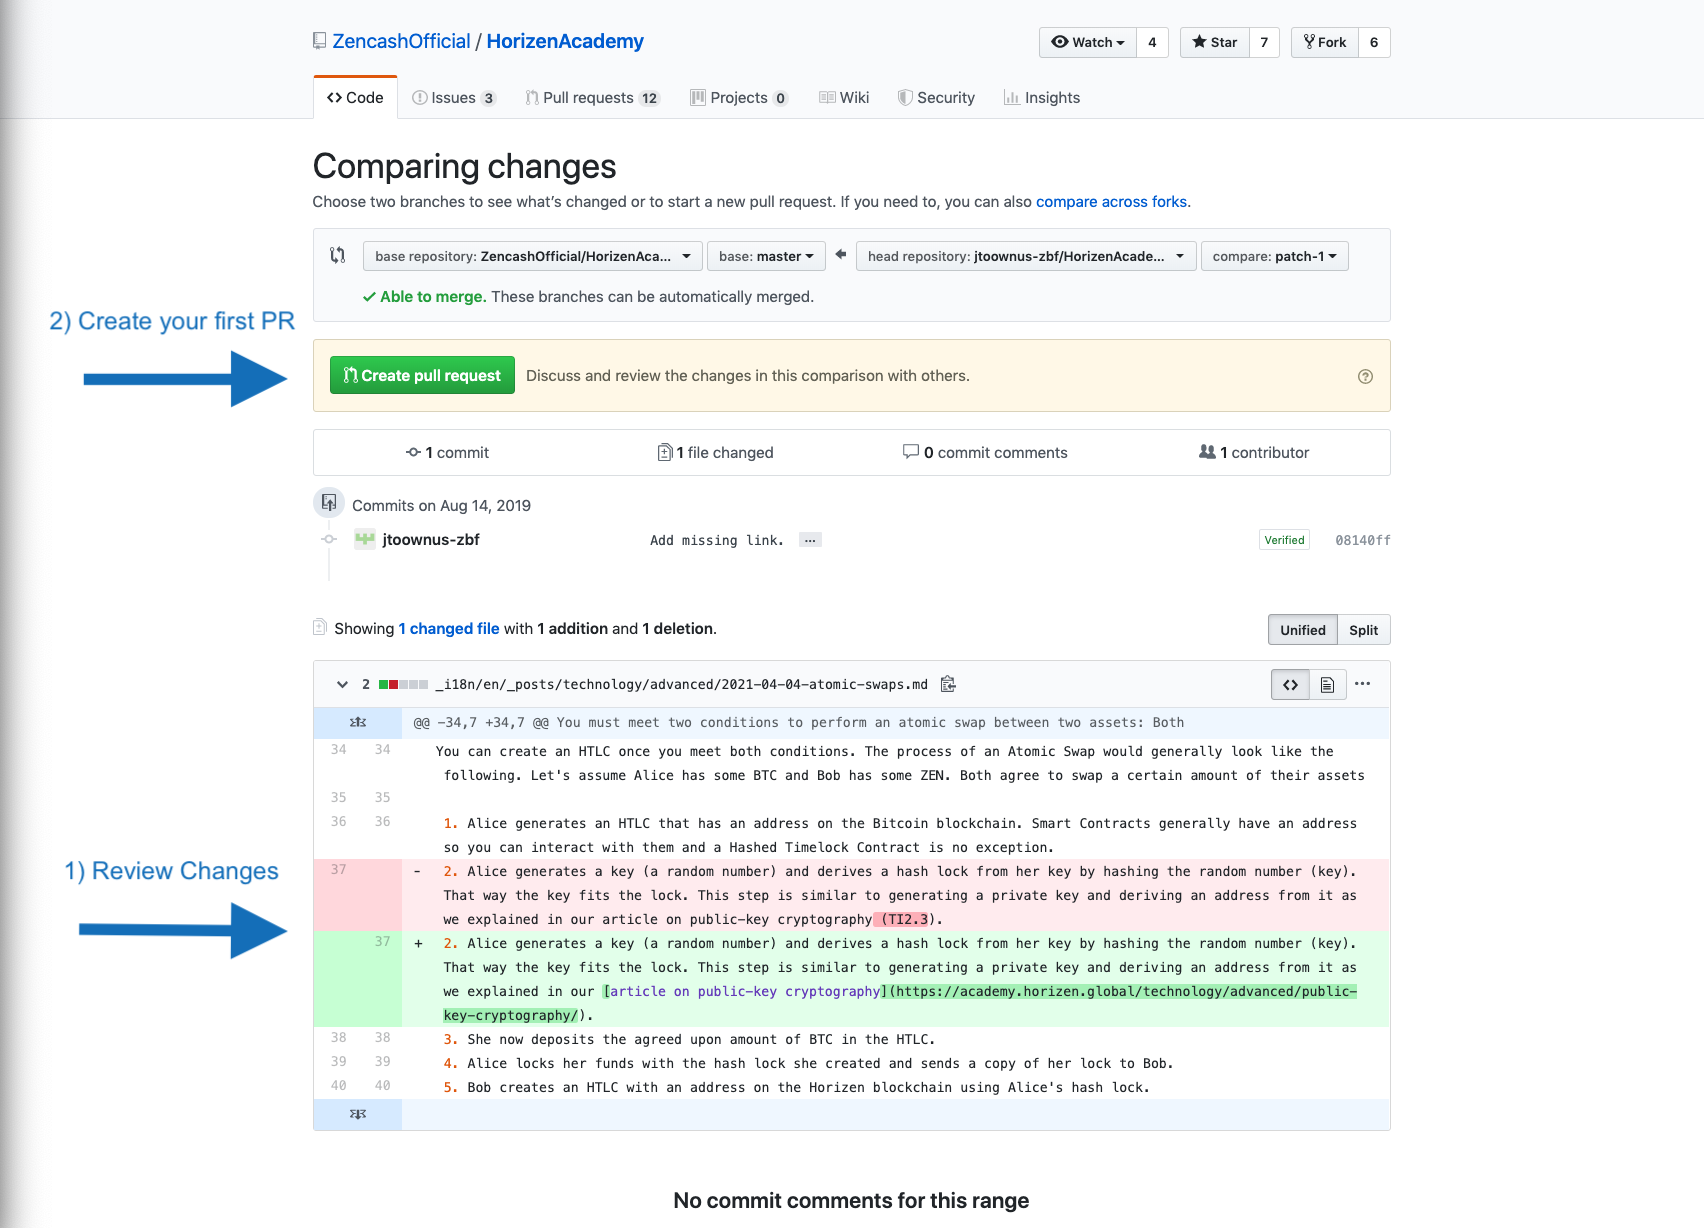 ZencashOfficial / HorizenAcademy
Watch 4 Star 7 Fork 6
Code Issues 3 Pull requests 12 Projects 0 Wiki Security Insights
Comparing changes
Choose two branches to see what's changed or to start a new pull request. If you need to, you can also compare across forks.
base repository: ZencashOfficial/HorizenAca... base: master head repository: jtoownus-zbf/HorizenAcade... compare: patch-1
Able to merge. These branches can be automatically merged.
2) Create your first PR
Create pull request Discuss and review the changes in this comparison with others.
1 commit 1 file changed 0 commit comments 1 contributor
Commits on Aug 14, 2019
jtoownus-zbf Add missing link. … Verified 08140ff
Showing 1 changed file with 1 addition and 1 deletion.
Unified Split
2 _i18n/en/_posts/technology/advanced/2021-04-04-atomic-swaps.md <> ...
@@ -34,7 +34,7 @@ You must meet two conditions to perform an atomic swap between two assets: Both
34 34 You can create an HTLC once you meet both conditions. The process of an Atomic Swap would generally look like the
following. Let's assume Alice has some BTC and Bob has some ZEN. Both agree to swap a certain amount of their assets
35 35
36 36 1. Alice generates an HTLC that has an address on the Bitcoin blockchain. Smart Contracts generally have an address
so you can interact with them and a Hashed Timelock Contract is no exception.
1) Review Changes
37 - 2. Alice generates a key (a random number) and derives a hash lock from her key by hashing the random number (key).
That way the key fits the lock. This step is similar to generating a private key and deriving an address from it as
we explained in our article on public-key cryptography (TI2.3).
37 + 2. Alice generates a key (a random number) and derives a hash lock from her key by hashing the random number (key).
That way the key fits the lock. This step is similar to generating a private key and deriving an address from it as
we explained in our [article on public-key cryptography](https://academy.horizen.global/technology/advanced/public-
key-cryptography/).
38 38 3. She now deposits the agreed upon amount of BTC in the HTLC.
39 39 4. Alice locks her funds with the hash lock she created and sends a copy of her lock to Bob.
40 40 5. Bob creates an HTLC with an address on the Horizen blockchain using Alice's hash lock.
No commit comments for this range